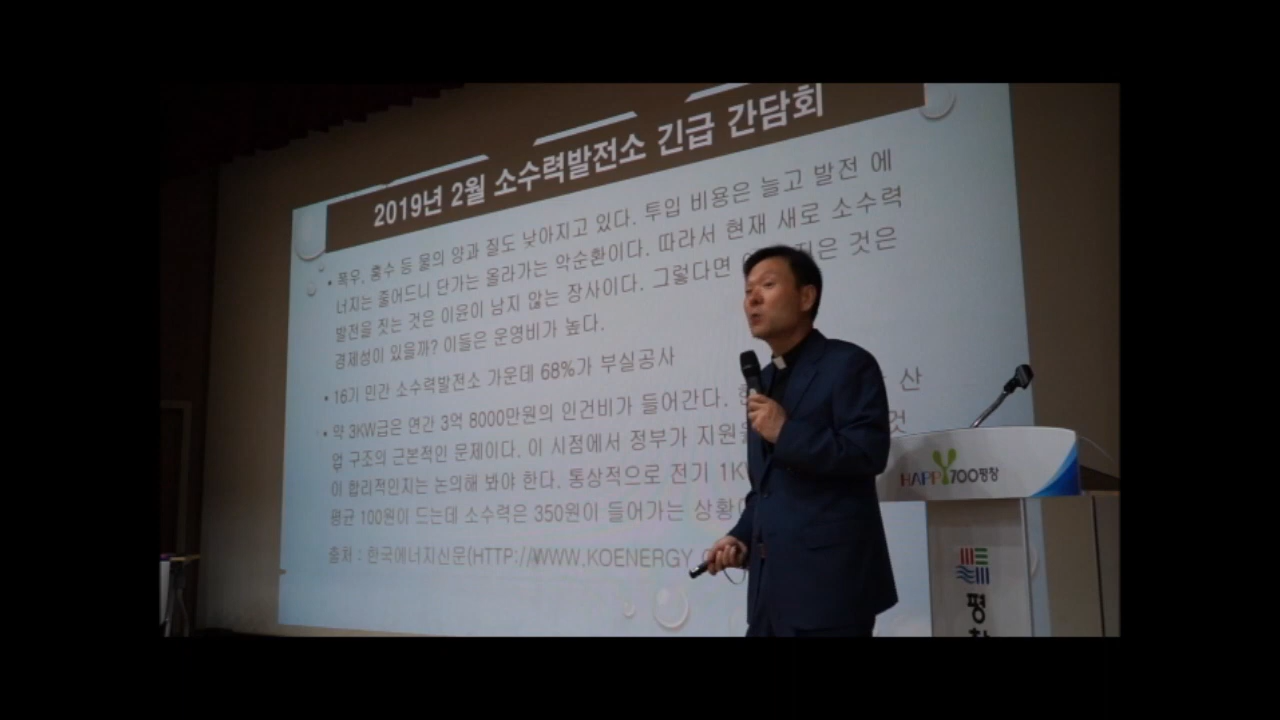 2019년 2월 소수력발전소 긴급 간담회
• 폭우, 홍수 등 물의 양과 질도 낮아지고 있다. 투입 비용은 늘고 발전 에
너지는 줄어드니 단가는 올라가는 악순환이다. 따라서 현재 새로 소수력
발전을 짓는 것은 이윤이 남지 않는 장사이다. 그렇다면 은 것은
경제성이 있을까? 이들은 운영비가 높다.
• 16기 민간 소수력발전소 가운데 68%가 부실공사
• 약 3KW급은 연간 3억 8000만원의 인건비가 들어간다. 산
업 구조의 근본적인 문제이다. 이 시점에서 정부가 지원 것
이 합리적인지는 논의해 봐야 한다. 통상적으로 전기 1KW
평균 100원이 드는데 소수력은 350원이 들어가는 상황
출처 : 한국에너지신문(HTTP://WWW.KOENERGY.
HAPPY700평창
평